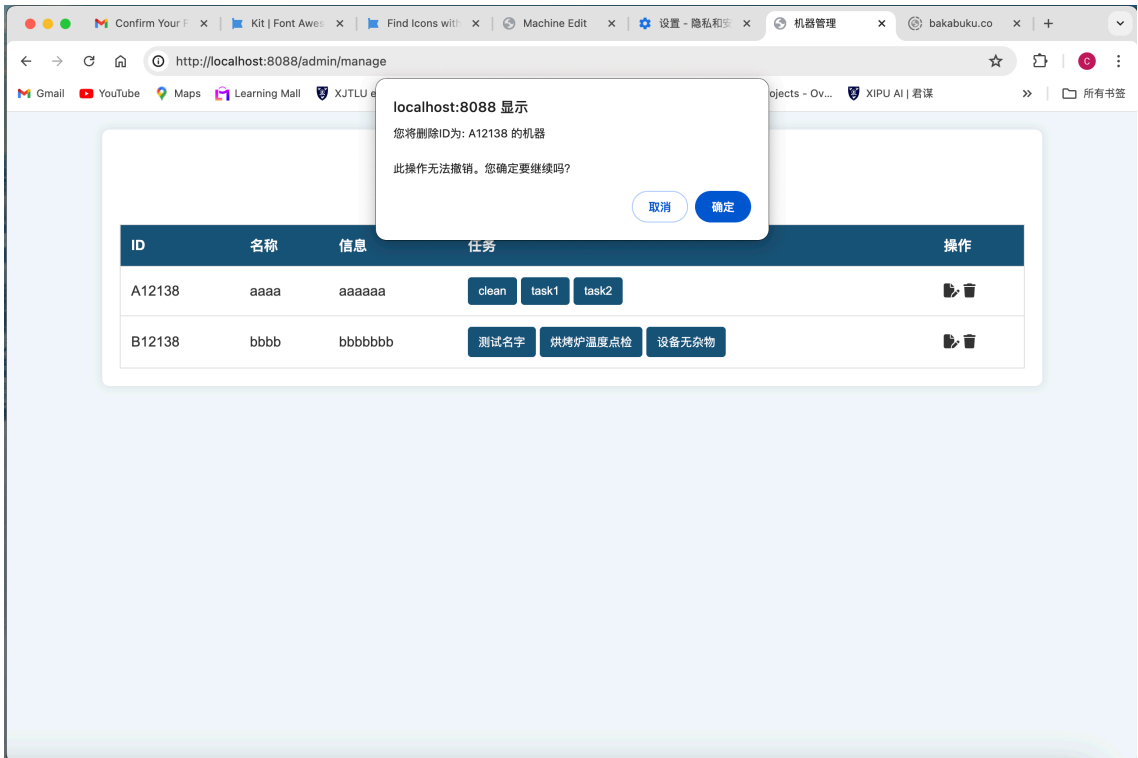 Confirm Your F
Kit | Font Awes
Find Icons with
Machine Edit
设置 - 隐私和安
机器管理
bakabuku.co
http://localhost:8088/admin/manage
C
Gmail
YouTube
Maps
Learning Mall
XJTLU e
ojects - Ov...
XIPU AI | 君谋
所有书签
localhost:8088 显示
您将删除ID为: A12138 的机器
此操作无法撤销。您确定要继续吗?
取消 确定
ID 名称 信息 任务 操作
A12138 aaaa aaaaaa clean task1 task2
B12138 bbbb bbbbbbb 测试名字 烘烤炉温度点检 设备无杂物